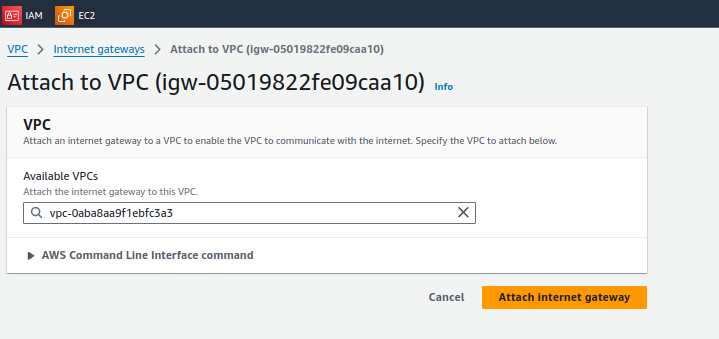 IAM EC2
VPC > Internet gateways > Attach to VPC (igw-05019822fe09caa10)
Attach to VPC (igw-05019822fe09caa10) Info
VPC
Attach an internet gateway to a VPC to enable the VPC to communicate with the internet. Specify the VPC to attach below.
Available VPCs
Attach the internet gateway to this VPC.
vpc-0aba8aa9f1ebfc3a3
AWS Command Line Interface command
Cancel Attach internet gateway